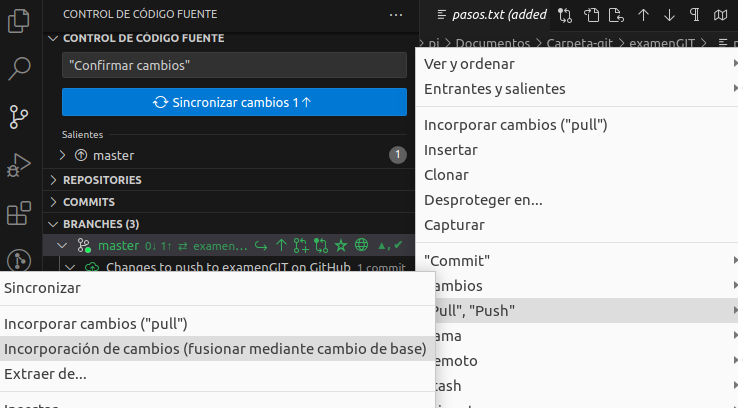 CONTROL DE CÓDIGO FUENTE
CONTROL DE CÓDIGO FUENTE
"Confirmar cambios"
Sincronizar cambios 1↑
Salientes
master 1
REPOSITORIES
COMMITS
BRANCHES (3)
master 0↓ 1↑ ⇄ examen...
Changes to push to examenGIT on GitHub 1 commit
Sincronizar
Incorporar cambios ("pull")
Incorporación de cambios (fusionar mediante cambio de base)
Extraer de...
Insertar
pasos.txt (added
pi > Documentos > Carpeta-git > examenGIT >
Ver y ordenar
Entrantes y salientes
Incorporar cambios ("pull")
Insertar
Clonar
Desproteger en...
Capturar
"Commit"
ambios
Pull", "Push"
ama
emoto
tash